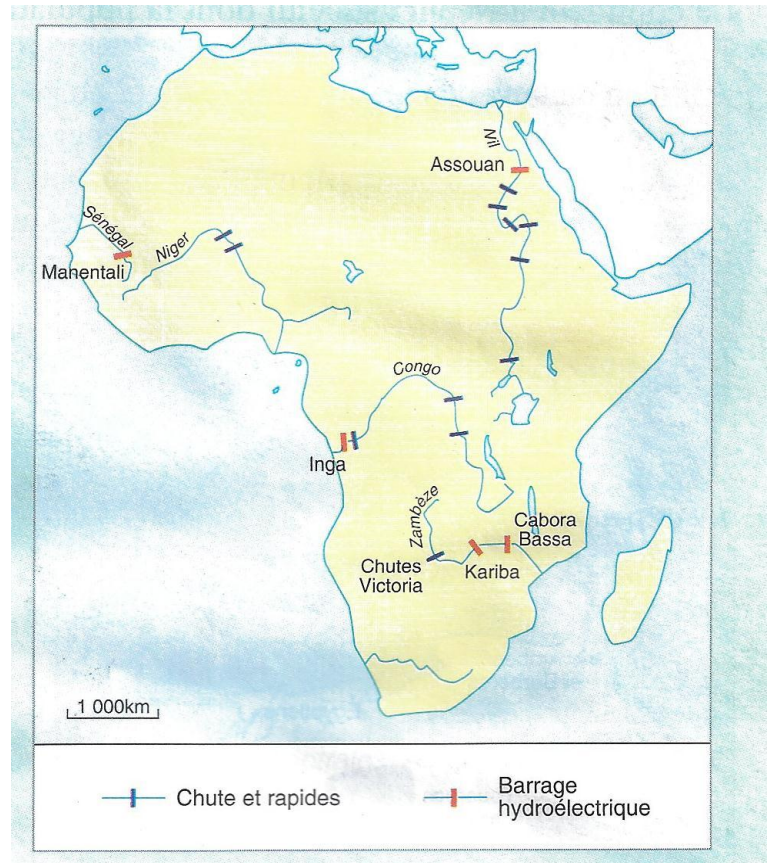 Nil
Assouan
Sénégal
Niger
Manentali
Congo
Inga
Zambèze
Cabora
Bassa
Chutes
Victoria
Kariba
1 000km
Chute et rapides
Barrage
hydroélectrique